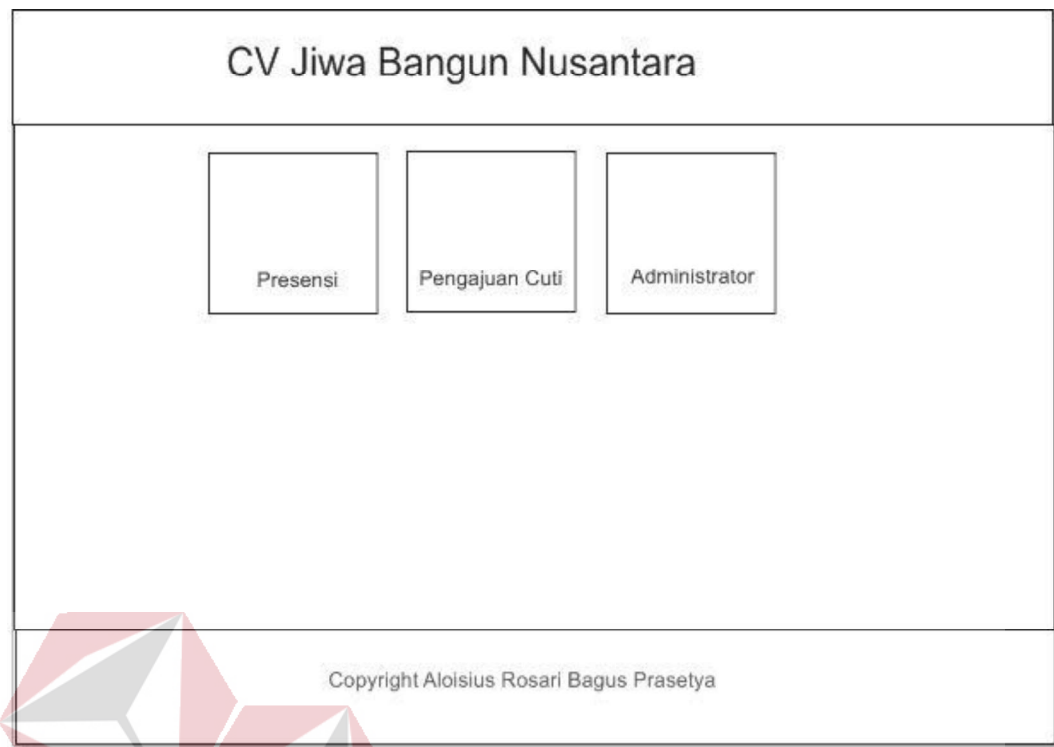 CV Jiwa Bangun Nusantara
Presensi
Pengajuan Cuti
Administrator
Copyright Aloisius Rosari Bagus Prasetya